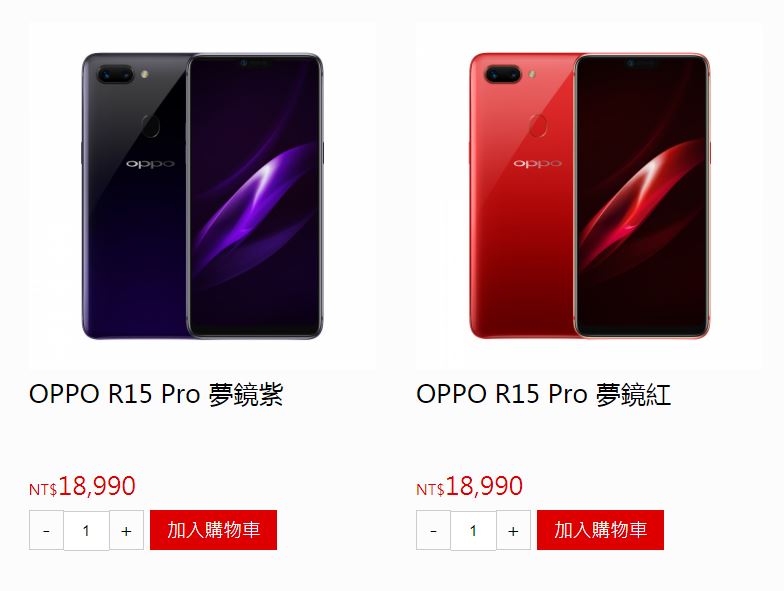 oppo
oppo
OPPO R15 Pro 夢鏡紫
OPPO R15 Pro 夢鏡紅
NT$18,990
NT$18,990
- 1 + 加入購物車
- 1 + 加入購物車